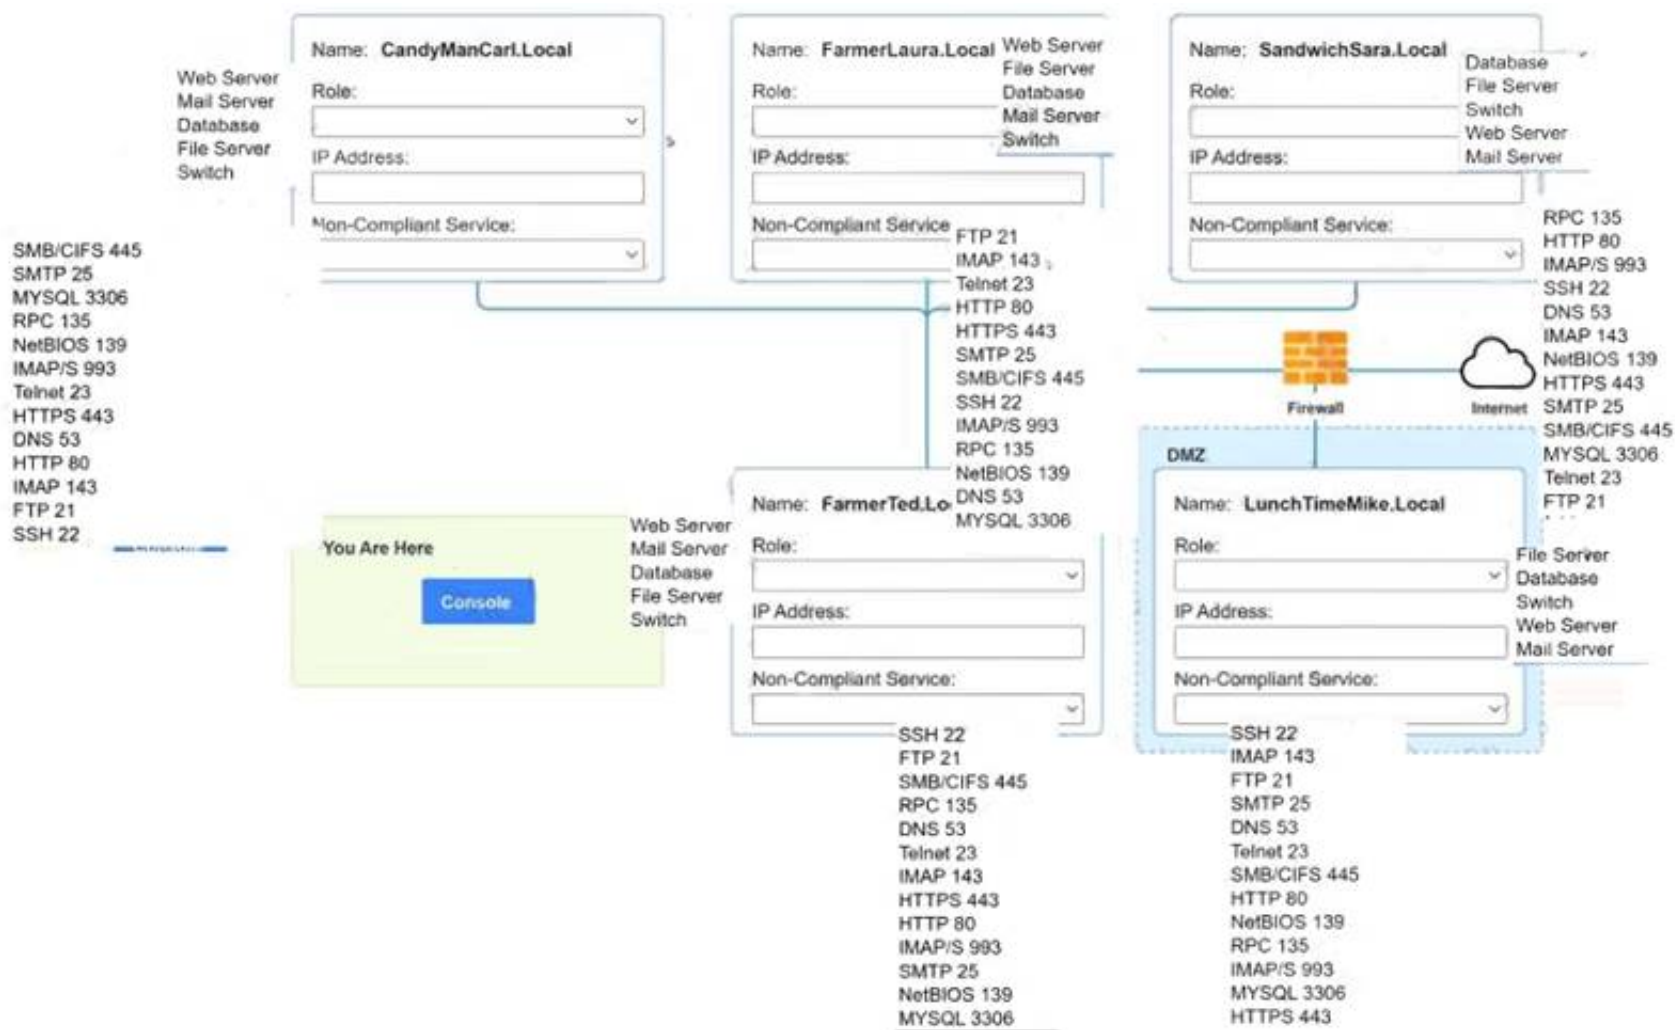 Name: CandyManCarl.Local
Role:
IP Address:
Non-Compliant Service:
Web Server
Mail Server
Database
File Server
Switch
SMB/CIFS 445
SMTP 25
MYSQL 3306
RPC 135
NetBIOS 139
IMAP/S 993
Telnet 23
HTTPS 443
DNS 53
HTTP 80
IMAP 143
FTP 21
SSH 22
Name: FarmerLaura.Local
Role:
IP Address:
Non-Compliant Service
Web Server
File Server
Database
Mail Server
Switch
FTP 21
IMAP 143
Telnet 23
HTTP 80
HTTPS 443
SMTP 25
SMB/CIFS 445
SSH 22
IMAP/S 993
RPC 135
NetBIOS 139
DNS 53
MYSQL 3306
Name: SandwichSara.Local
Role:
IP Address:
Non-Compliant Service:
Database
File Server
Switch
Web Server
Mail Server
RPC 135
HTTP 80
IMAP/S 993
SSH 22
DNS 53
IMAP 143
NetBIOS 139
HTTPS 443
SMTP 25
SMB/CIFS 445
MYSQL 3306
Telnet 23
FTP 21
Firewall
Internet
You Are Here
Console
Name: FarmerTed.Lo
Role:
IP Address:
Non-Compliant Service:
Web Server
Mail Server
Database
File Server
Switch
SSH 22
FTP 21
SMB/CIFS 445
RPC 135
DNS 53
Telnet 23
IMAP 143
HTTPS 443
HTTP 80
IMAP/S 993
SMTP 25
NetBIOS 139
MYSQL 3306
DMZ
Name: LunchTimeMike.Local
Role:
IP Address:
Non-Compliant Service:
File Server
Database
Switch
Web Server
Mail Server
SSH 22
IMAP 143
FTP 21
SMTP 25
DNS 53
Telnet 23
SMB/CIFS 445
HTTP 80
NetBIOS 139
RPC 135
IMAP/S 993
MYSQL 3306
HTTPS 443